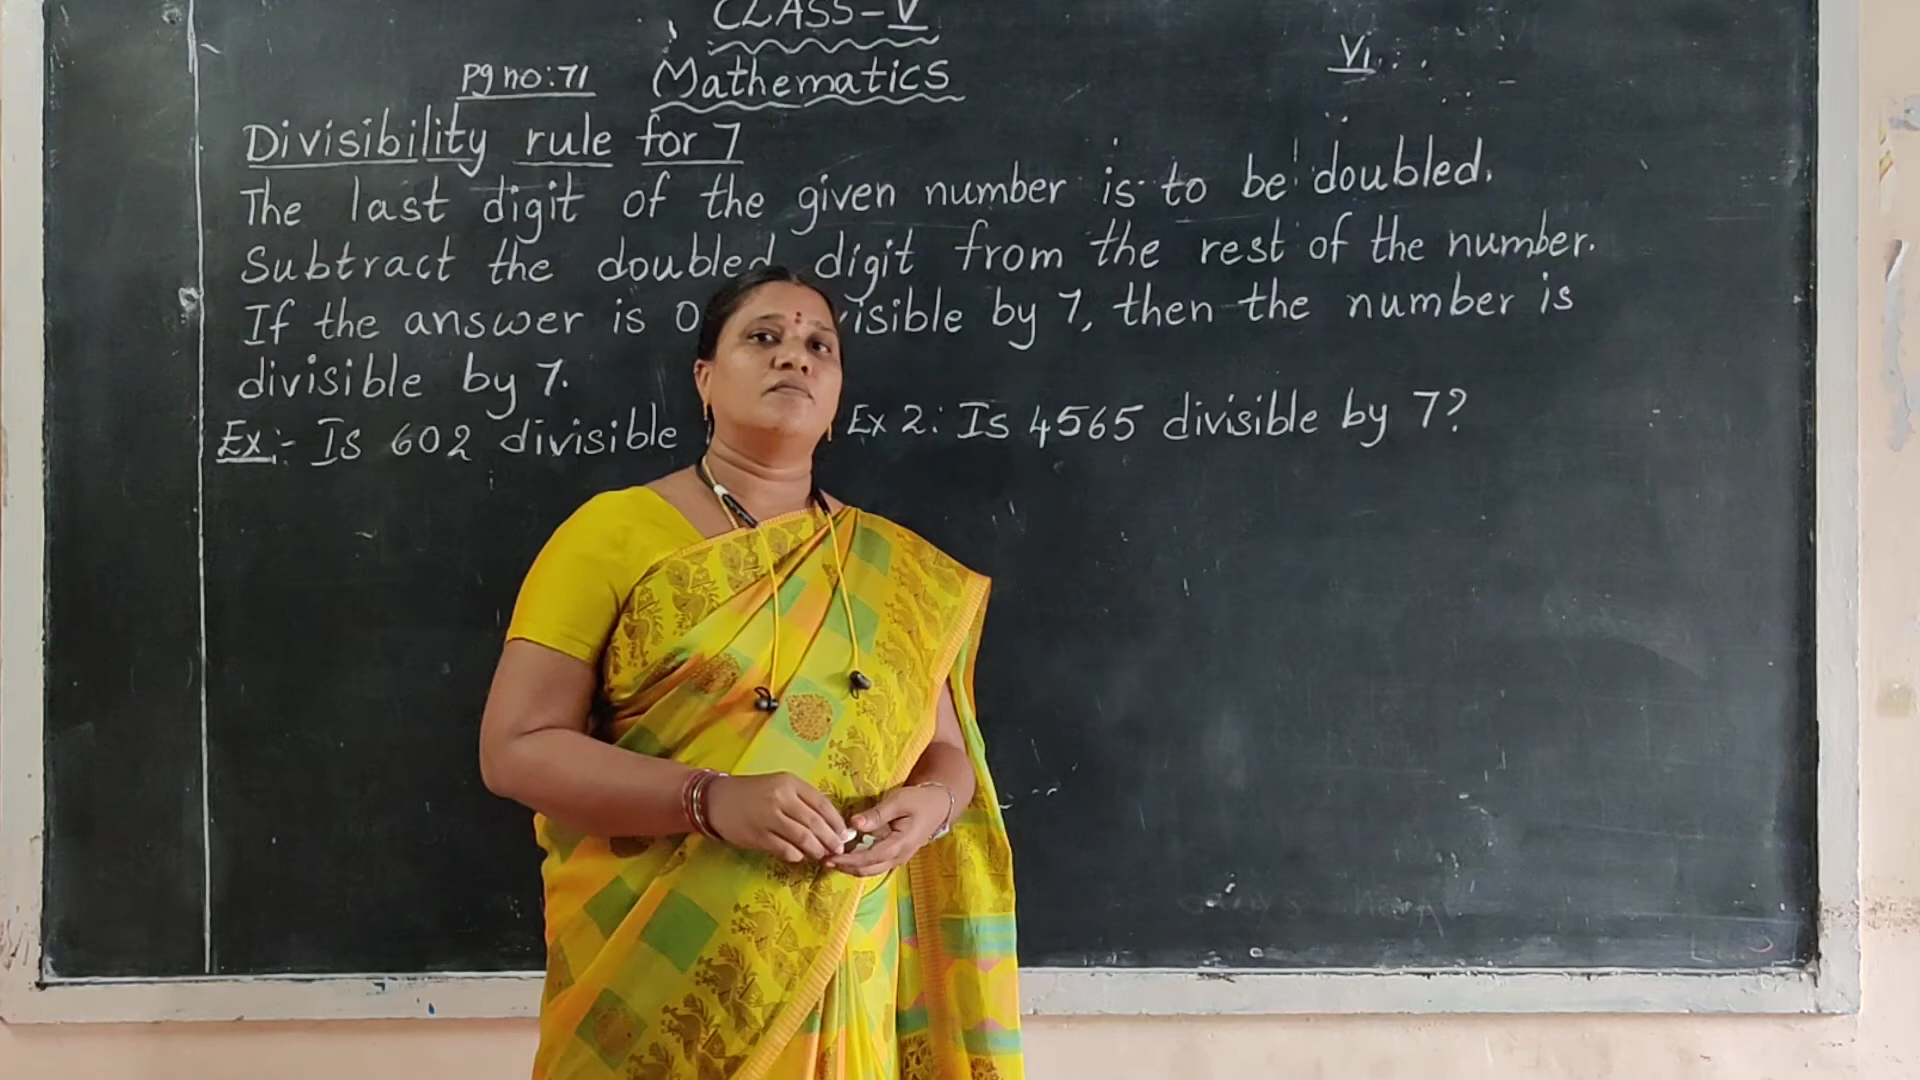 CLASS-V
Pg no:71 Mathematics
VI
Divisibility rule for 7
The last digit of the given number is to be doubled.
Subtract the doubled digit from the rest of the number.
If the answer is 0 visible by 7, then the number is
divisible by 7.
Ex:- Is 602 divisible
Ex 2: Is 4565 divisible by 7?